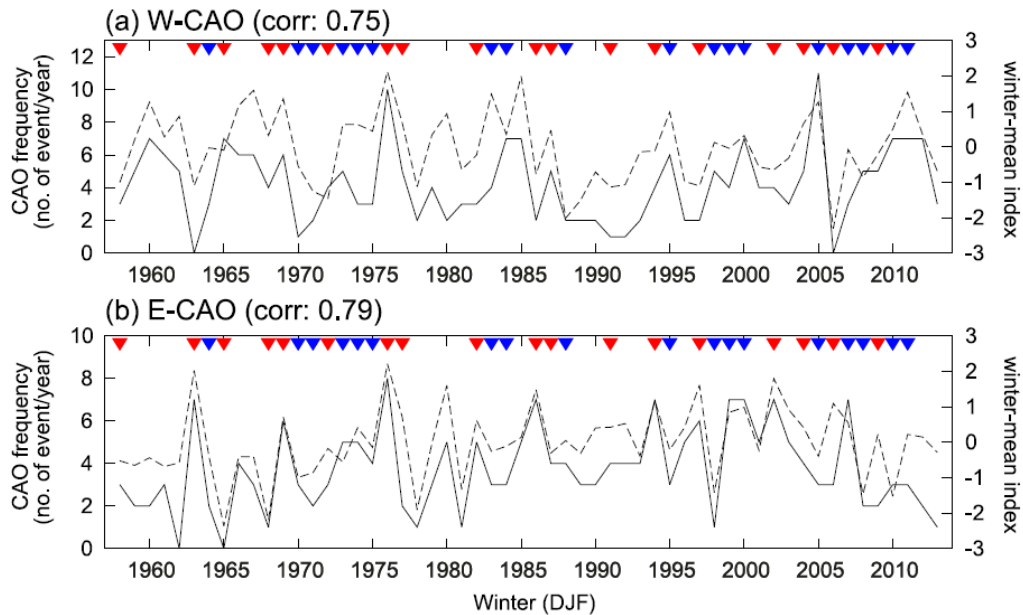 (a) W-CAO (corr: 0.75)
CAO frequency
(no. of event/year)
12
10
8
6
4
2
0
3
2
1
0
-1
-2
-3
winter-mean index
1960 1965 1970 1975 1980 1985 1990 1995 2000 2005 2010
(b) E-CAO (corr: 0.79)
CAO frequency
(no. of event/year)
10
8
6
4
2
0
3
2
1
0
-1
-2
-3
winter-mean index
1960 1965 1970 1975 1980 1985 1990 1995 2000 2005 2010
Winter (DJF)